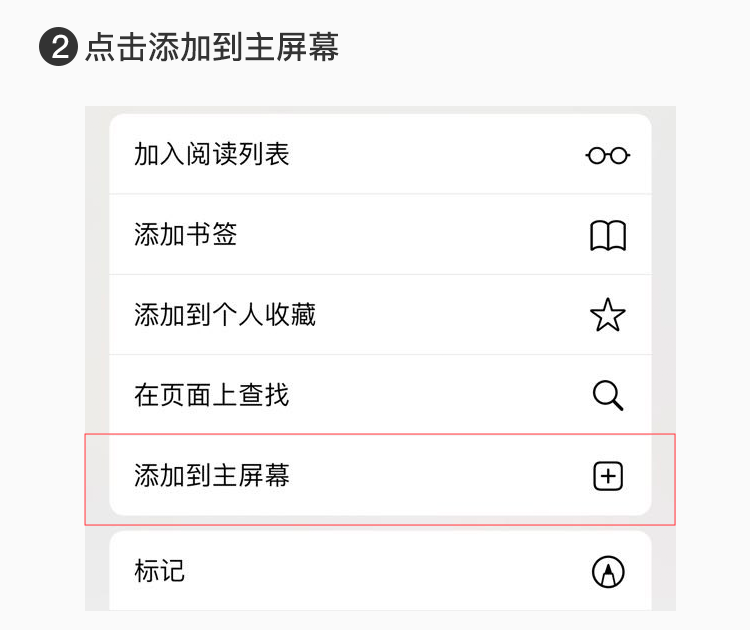 2 点击添加到主屏幕
加入阅读列表
添加书签
添加到个人收藏
在页面上查找
添加到主屏幕
标记